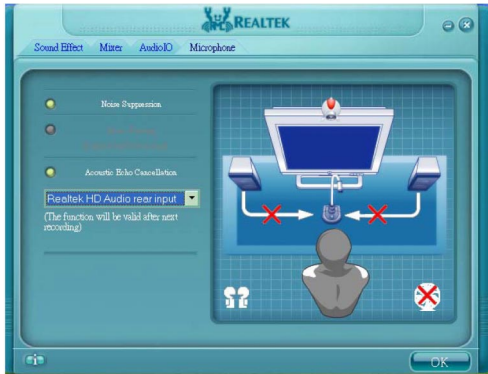 REALTEK
Sound Effect
Mixer
AudioIO
Microphone
Noise Suppression
Acoustic Echo Cancellation
Realtek HD Audio rear input
(The function will be valid after next
recording)
OK